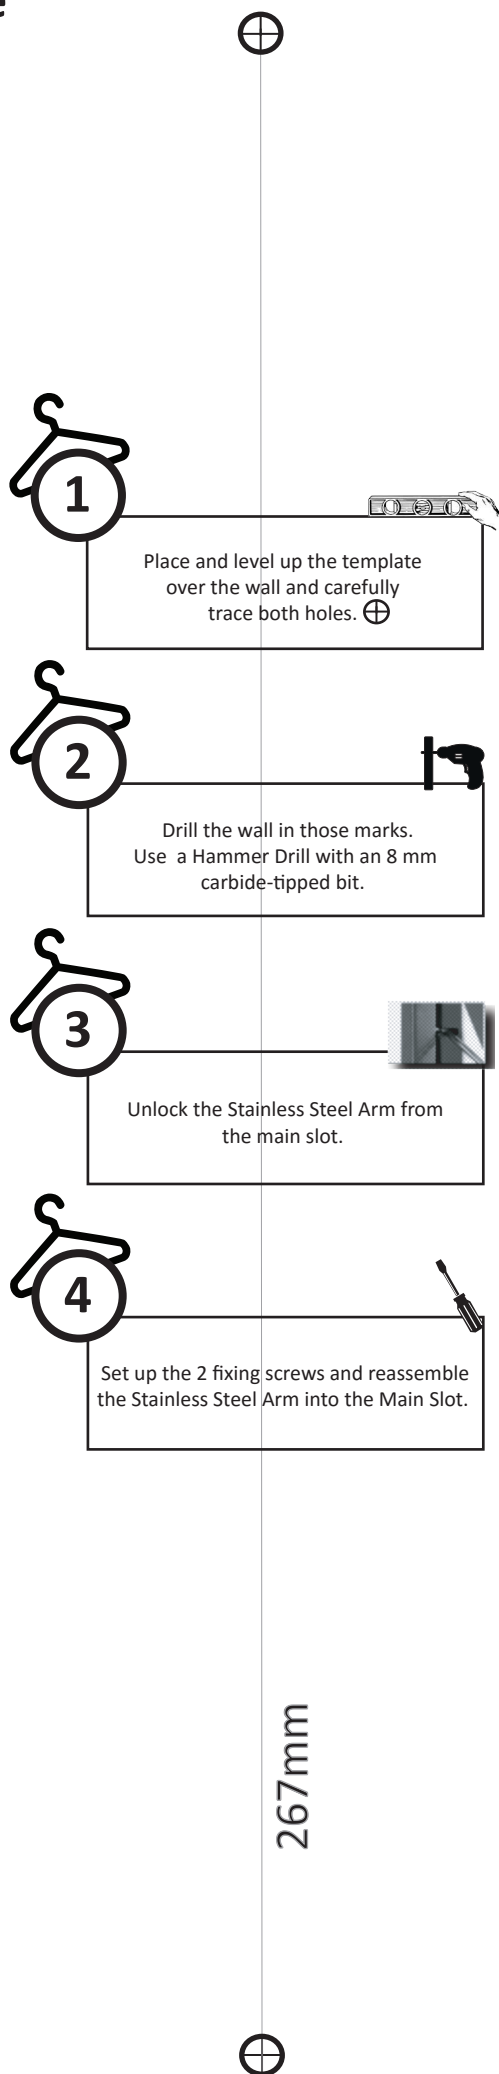 1
Place and level up the template
over the wall and carefully
trace both holes.
2
Drill the wall in those marks.
Use  a Hammer Drill with an 8 mm
carbide-tipped bit.
3
Unlock the Stainless Steel Arm from
the main slot.
4
Set up the 2 fixing screws and reassemble
the Stainless Steel Arm into the Main Slot.
267mm